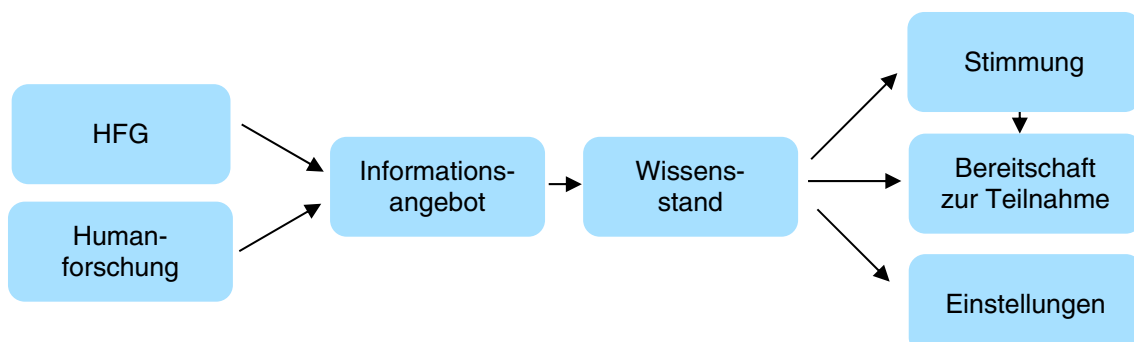 HFG
Human-
forschung
Informations-
angebot
Wissens-
stand
Stimmung
Bereitschaft
zur Teilnahme
Einstellungen